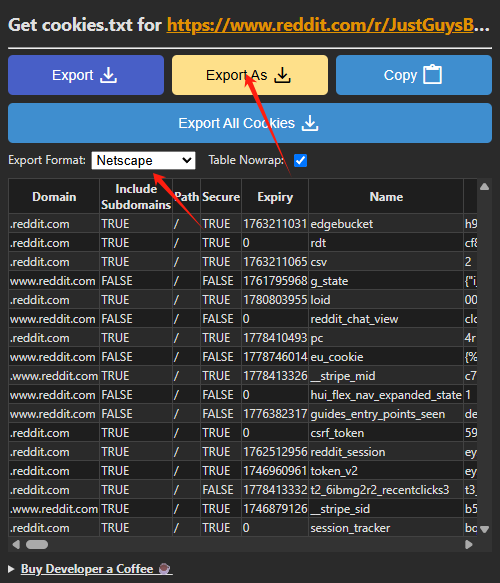 Get cookies.txt for https://www.reddit.com/r/JustGuysB...
Export Export As Copy
Export All Cookies
Export Format: Netscape Table Nowrap:
Domain Include Subdomains Path Secure Expiry Name
.reddit.com TRUE / TRUE 1763211031 edgebucket h9
.reddit.com TRUE / TRUE 0 rdt cf8
.reddit.com TRUE / TRUE 1763211065 csv 2
www.reddit.com FALSE / FALSE 1761795968 g_state {"i_
.reddit.com TRUE / TRUE 1780803955 loid 00
www.reddit.com FALSE / FALSE 0 reddit_chat_view clo
.reddit.com TRUE / TRUE 1778410493 pc 4r
www.reddit.com FALSE / FALSE 1778746014 eu_cookie {%
.www.reddit.com TRUE / TRUE 1778413326 __stripe_mid c7
www.reddit.com FALSE / FALSE 0 hui_flex_nav_expanded_state 1
www.reddit.com FALSE / FALSE 1776382317 guides_entry_points_seen de
.reddit.com TRUE / TRUE 0 csrf_token 59
.reddit.com TRUE / TRUE 1762512956 reddit_session ey
.reddit.com TRUE / TRUE 1746960961 token_v2 ey
.reddit.com TRUE / FALSE 1778413332 t2_6ibmg2r2_recentclicks3 t3_
.www.reddit.com TRUE / TRUE 1746879126 __stripe_sid b5
.reddit.com TRUE / TRUE 0 session_tracker bc
Buy Developer a Coffee